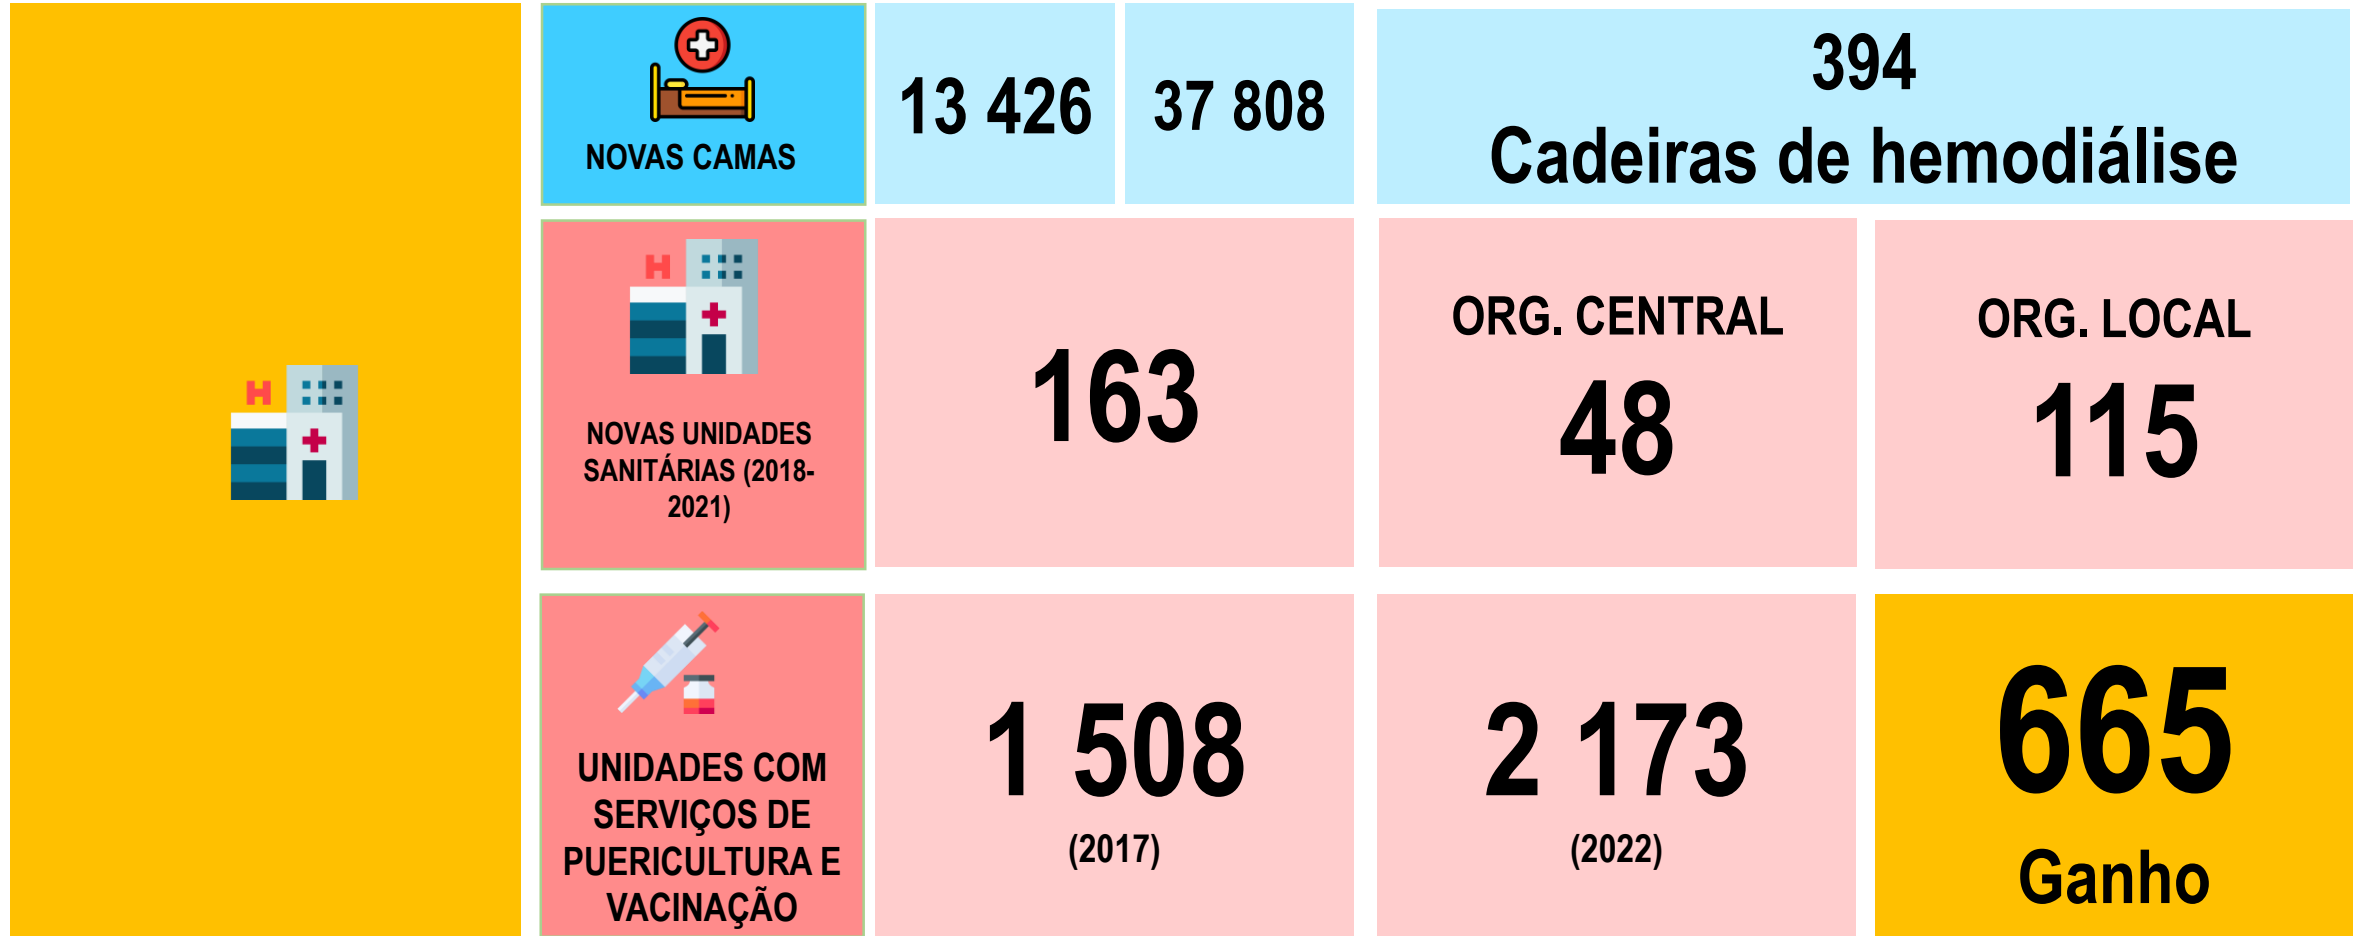 NOVAS CAMAS
13 426
37 808
394
Cadeiras de hemodiálise
H
NOVAS UNIDADES
SANITÁRIAS (2018-
2021)
163
ORG. CENTRAL
48
ORG. LOCAL
115
H
UNIDADES COM
SERVIÇOS DE
PUERICULTURA E
VACINAÇÃO
1 508
(2017)
2 173
(2022)
665
Ganho